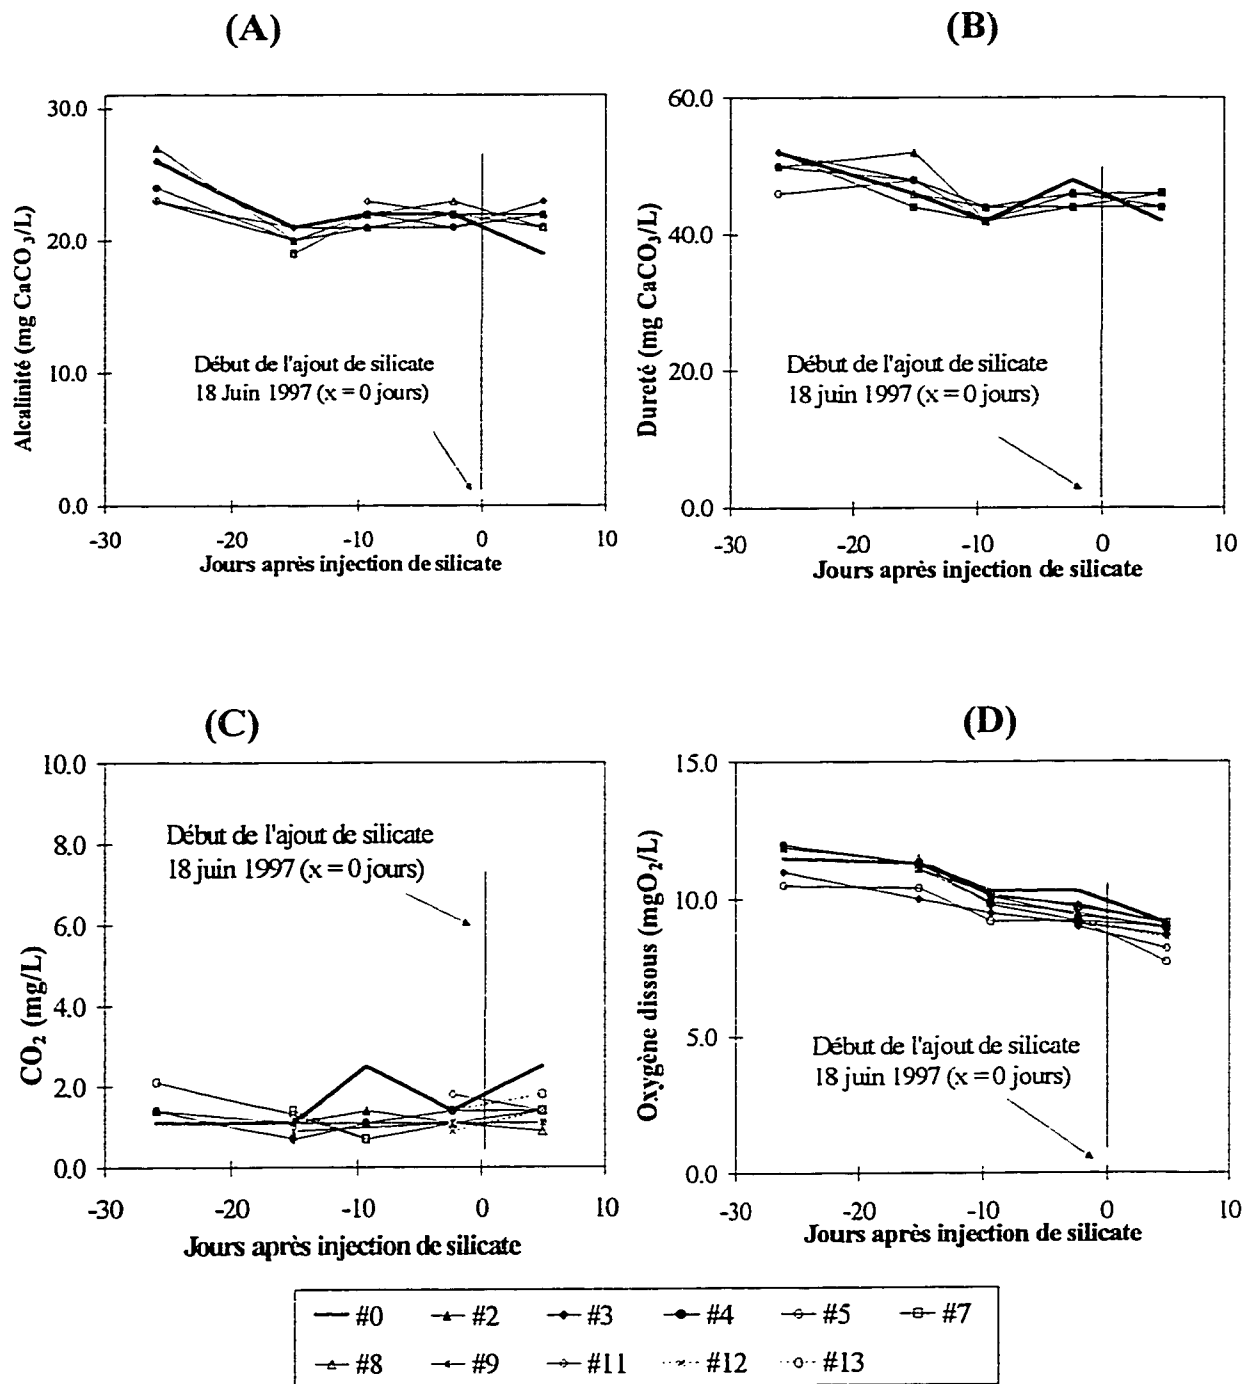 (A)
30.0
20.0
10.0
0.0
Alcalinité (mg CaCO₃/L)
Début de l'ajout de silicate
18 Juin 1997 (x = 0 jours)
-30 -20 -10 0 10
Jours après injection de silicate
(B)
60.0
40.0
20.0
0.0
Dureté (mg CaCO₃/L)
Début de l'ajout de silicate
18 juin 1997 (x = 0 jours)
-30 -20 -10 0 10
Jours après injection de silicate
(C)
10.0
8.0
6.0
4.0
2.0
0.0
CO₂ (mg/L)
Début de l'ajout de silicate
18 juin 1997 (x = 0 jours)
-30 -20 -10 0 10
Jours après injection de silicate
(D)
15.0
10.0
5.0
0.0
Oxygène dissous (mgO₂/L)
Début de l'ajout de silicate
18 juin 1997 (x = 0 jours)
-30 -20 -10 0 10
Jours après injection de silicate
#0 #2 #3 #4 #5 #7
#8 #9 #11 #12 #13